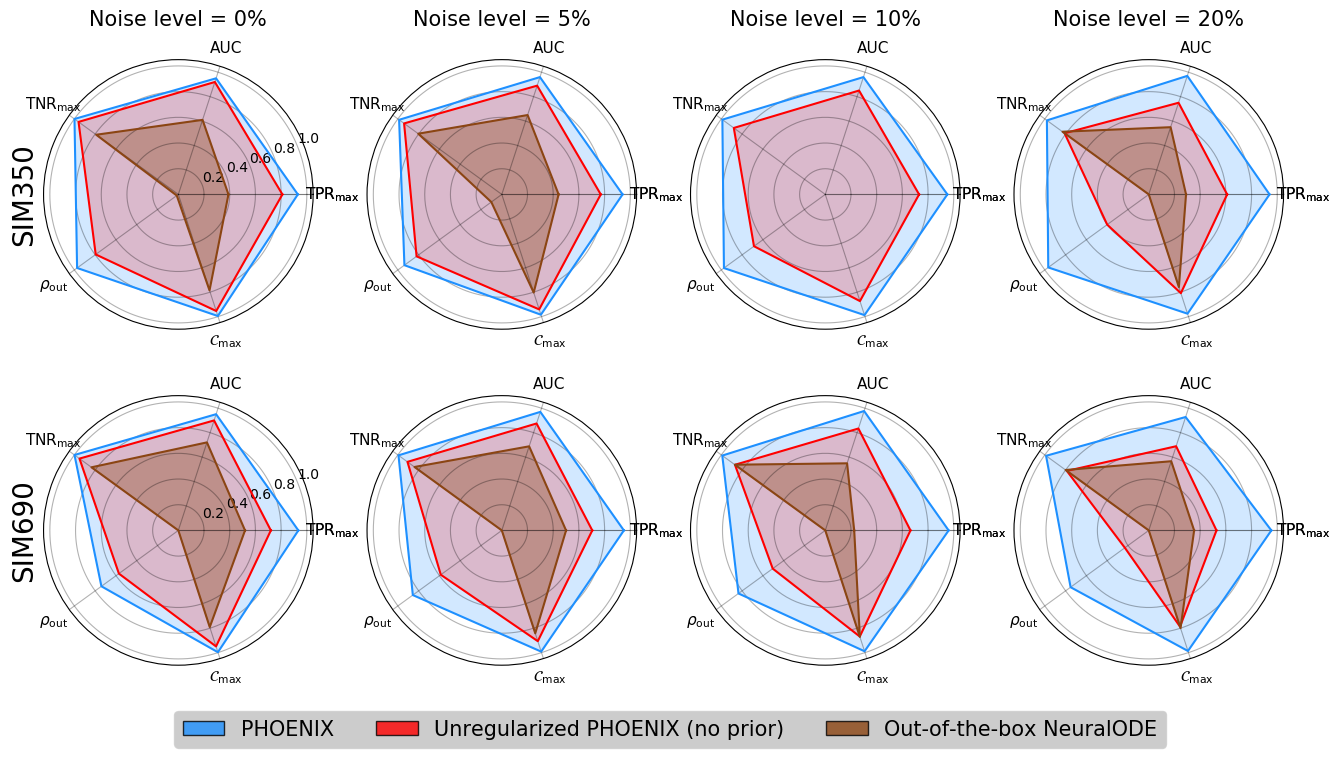 Noise level = 0%
Noise level = 5%
Noise level = 10%
Noise level = 20%
SIM350
AUC
TNRmax
1.0
0.8
0.6
0.4
0.2
TPRmax
ρout
𝒞max
AUC
TNRmax
TPRmax
ρout
𝒞max
AUC
TNRmax
TPRmax
ρout
𝒞max
AUC
TNRmax
TPRmax
ρout
𝒞max
SIM690
AUC
TNRmax
1.0
0.8
0.6
0.4
0.2
TPRmax
ρout
𝒞max
AUC
TNRmax
TPRmax
ρout
𝒞max
AUC
TNRmax
TPRmax
ρout
𝒞max
AUC
TNRmax
TPRmax
ρout
𝒞max
PHOENIX
Unregularized PHOENIX (no prior)
Out-of-the-box NeuralODE